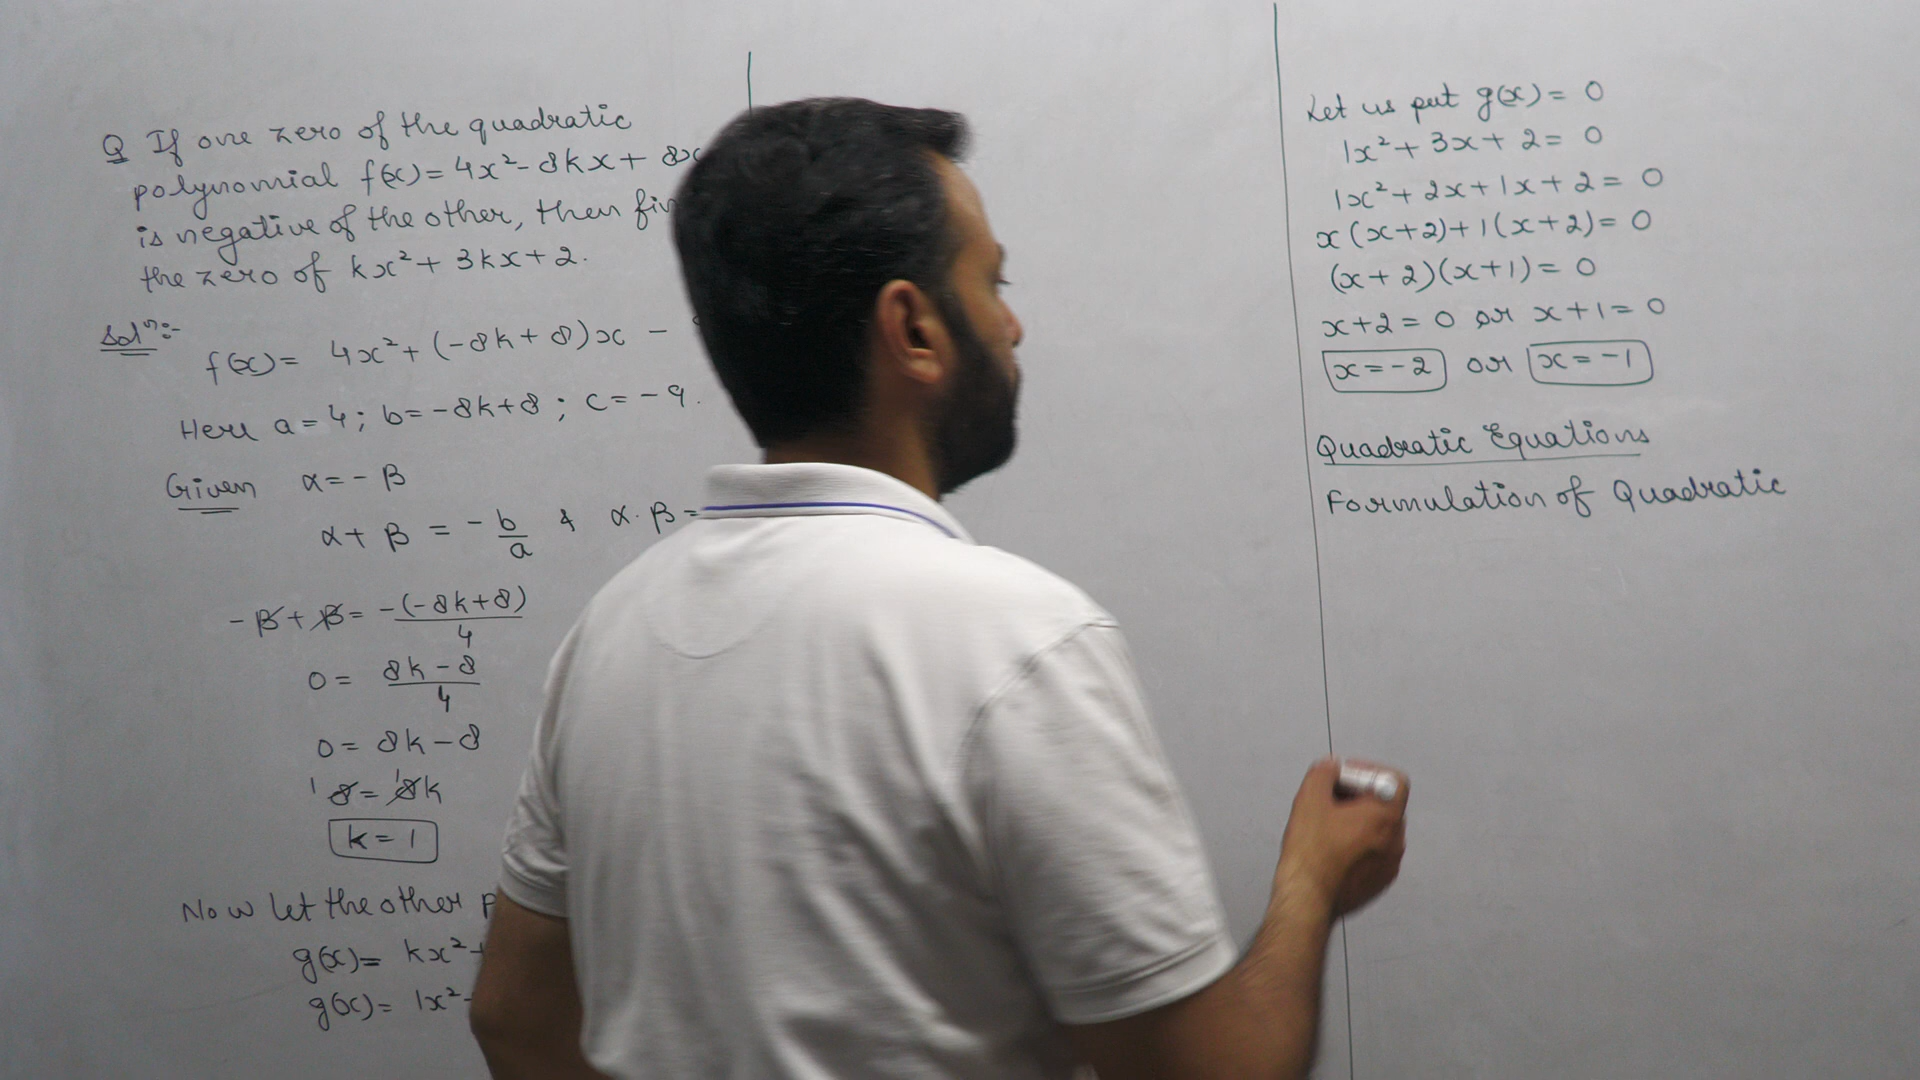 Q If one zero of the quadratic
polynomial f(x) = 4x² - 8kx + 8x
is negative of the other, then
the zero of kx² + 3kx + 2.
Solⁿ:-
f(x) = 4x² + (-8k + 8)x -
Here a = 4 ; b = -8k+8 ; c = -9.
Given α = - β
α + β = - b/a & α . β =
- β + β = -(-8k+8)/4
0 = 8k - 8/4
0 = 8k - 8
1 8 = 1 8k
k = 1
Now let the other
g(x) = kx² +
g(x) = 1x² -
Let us put g(x) = 0
1x² + 3x + 2 = 0
1x² + 2x + 1x + 2 = 0
x (x+2) + 1 (x+2) = 0
(x + 2) (x+1) = 0
x+2 = 0 or x+1 = 0
x = -2 or x = -1
Quadratic Equations
Formulation of Quadratic